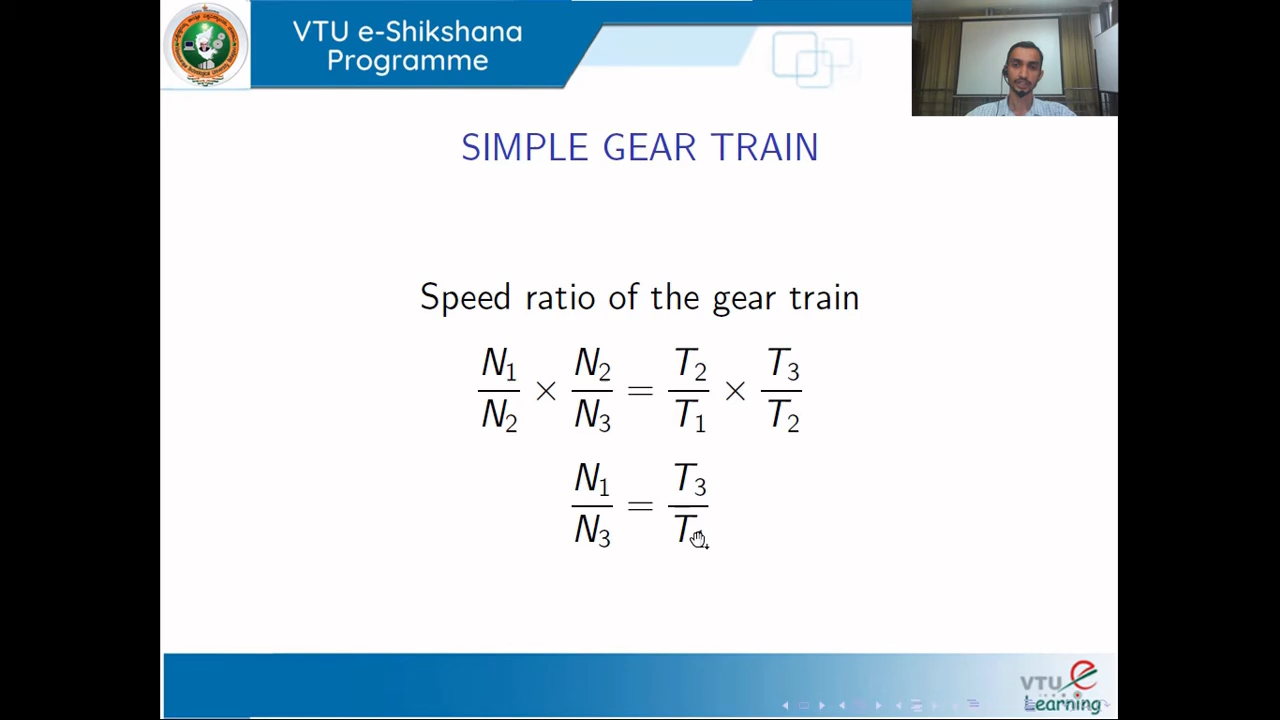 VTU e-Shikshana
Programme
SIMPLE GEAR TRAIN
Speed ratio of the gear train
N₁/N₂ × N₂/N₃ = T₂/T₁ × T₃/T₂
N₁/N₃ = T₃/T
VTU e
Learning